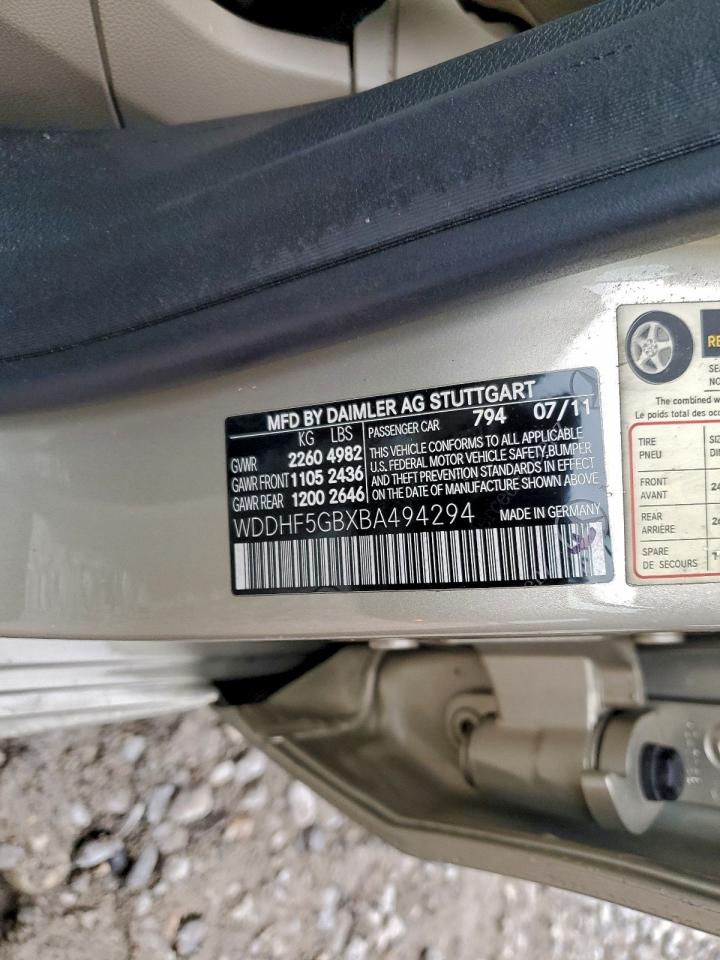 MFD BY DAIMLER AG STUTTGART
KG LBS
GVWR 2260 4982
GAWR FRONT 1105 2436
GAWR REAR 1200 2646
PASSENGER CAR 794 07/11
THIS VEHICLE CONFORMS TO ALL APPLICABLE
U.S. FEDERAL MOTOR VEHICLE SAFETY,BUMPER
AND THEFT PREVENTION STANDARDS IN EFFECT
ON THE DATE OF MANUFACTURE SHOWN ABOVE.
WDDHF5GBXBA494294 MADE IN GERMANY
The combined
Le poids total des
TIRE
PNEU
FRONT
AVANT
REAR
ARRIÈRE
SPARE
DE SECOURS